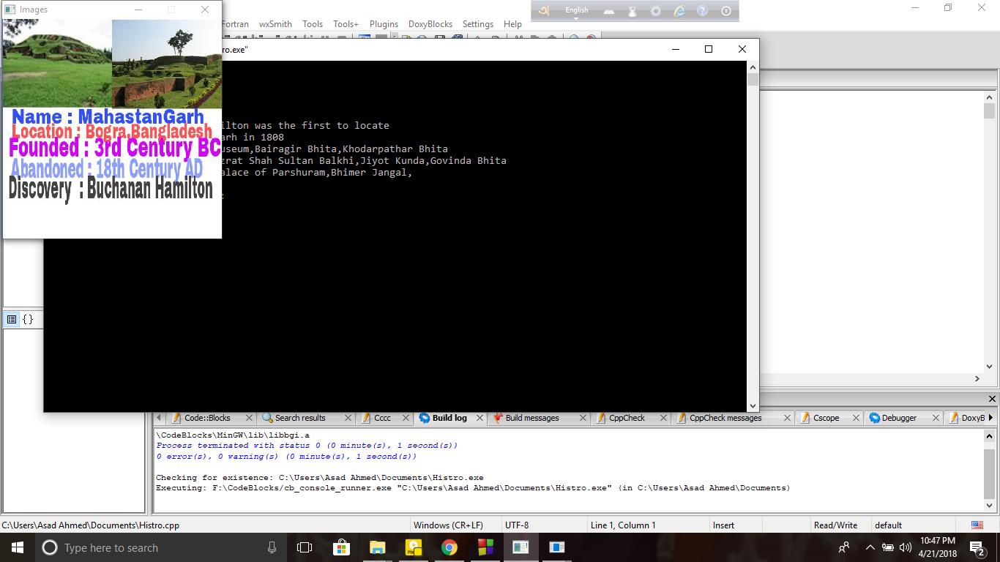 Images
English
Fortran wxSmith Tools Tools+ Plugins DoxyBlocks Settings Help
Name : MahastanGarh
Location : Bogra,Bangladesh
Founded : 3rd Century BC
Abandoned : 18th Century AD
Discovery : Buchanan Hamilton
tro.exe"
ilton was the first to locate
arh in 1808
useum,Bairagir Bhita,Khodarpathar Bhita
zrat Shah Sultan Balkhi,Jiyot Kunda,Govinda Bhita
alace of Parshuram,Bhimer Jangal,
:
{}
Code::Blocks Search results Cccc Build log Build messages CppCheck CppCheck messages Cscope Debugger DoxyB
\CodeBlocks\MinGW\lib\libbgi.a
Process terminated with status 0 (0 minute(s), 1 second(s))
0 error(s), 0 warning(s) (0 minute(s), 1 second(s))
Checking for existence: C:\Users\Asad Ahmed\Documents\Histro.exe
Executing: F:\CodeBlocks/cb_console_runner.exe "C:\Users\Asad Ahmed\Documents\Histro.exe" (in C:\Users\Asad Ahmed\Documents)
C:\Users\Asad Ahmed\Documents\Histro.cpp Windows (CR+LF) UTF-8 Line 1, Column 1 Insert Read/Write default
Type here to search
10:47 PM
4/21/2018
2